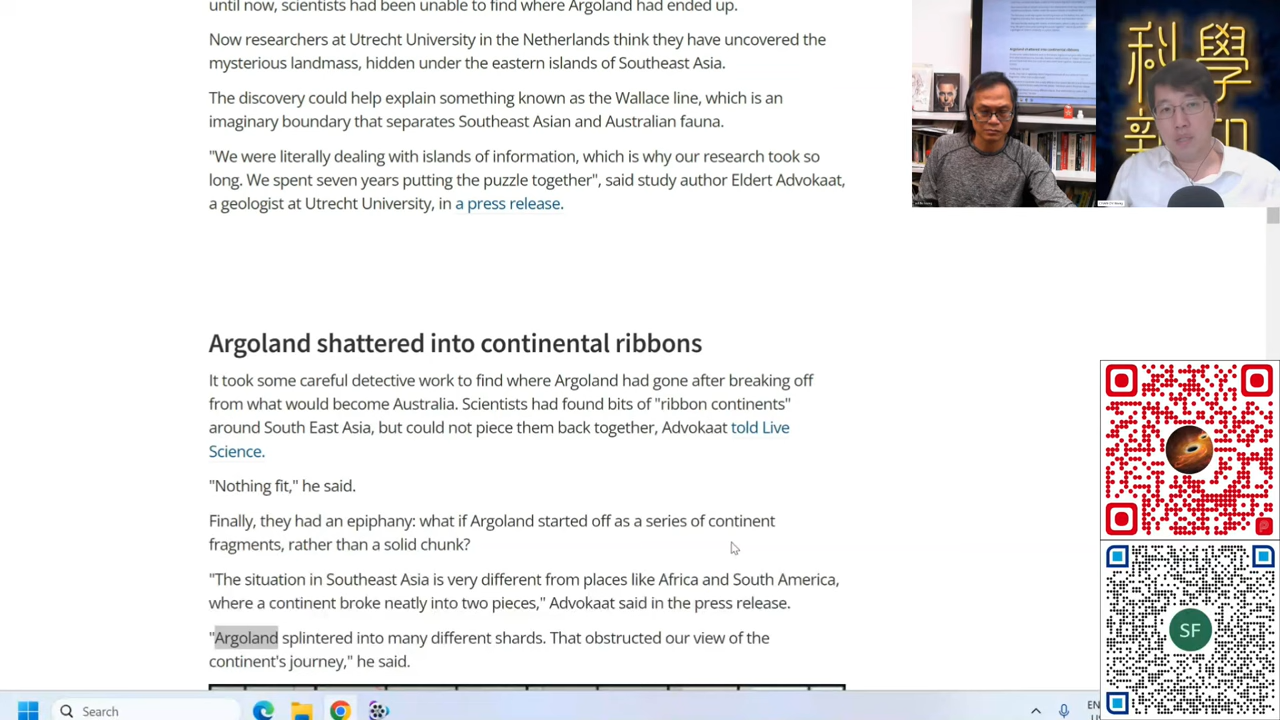 until now, scientists had been unable to find where Argoland had ended up.
But researchers at Utrecht University in the Netherlands say they have uncovered the
mysterious landmass hidden under the eastern islands of Southeast Asia.
The discovery could help explain something known as the Wallace line, which is an
imaginary boundary that separates Southeast Asian and Australian fauna.
"We were literally dealing with islands of information, which is why our research took so
long. We spent seven years putting the puzzle together", said study author Eldert Advokaat,
a geologist at Utrecht University, in a press release.
Argoland shattered into continental ribbons
It took some careful detective work to find where Argoland had gone after breaking off
from what would become Australia. Scientists had found bits of "ribbon continents"
around South East Asia, but couldn't piece them back together, Advokaat told Live
Science.
"Nothing fit," he said.
Finally, they had an epiphany. What if Argoland started off as a series of continent
fragments, rather than a solid chunk?
"The situation in Southeast Asia is very different from places like Africa and South America,
where a continent broke neatly into two pieces," Advokaat said in the press release.
"Argoland splintered into many different shards. That obstructed our view of the
continent's journey," he said.
科學
新知
SF
Search
EN